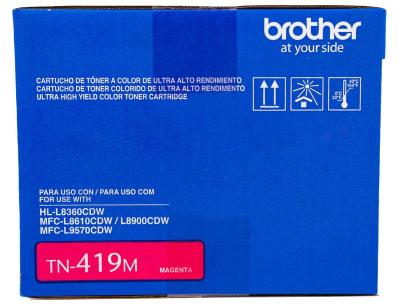 brother
at your side
CARTUCHO DE TÓNER A COLOR DE ULTRA ALTO RENDIMIENTO
CARTUCHO DE TONER COLORIDO DE ULTRA ALTO RENDIMENTO
ULTRA HIGH YIELD COLOR TONER CARTRIDGE
PARA USO CON / PARA USO COM
FOR USE WITH
HL-L8360CDW
MFC-L8610CDW / L8900CDW
MFC-L9570CDW
TN-419M MAGENTA